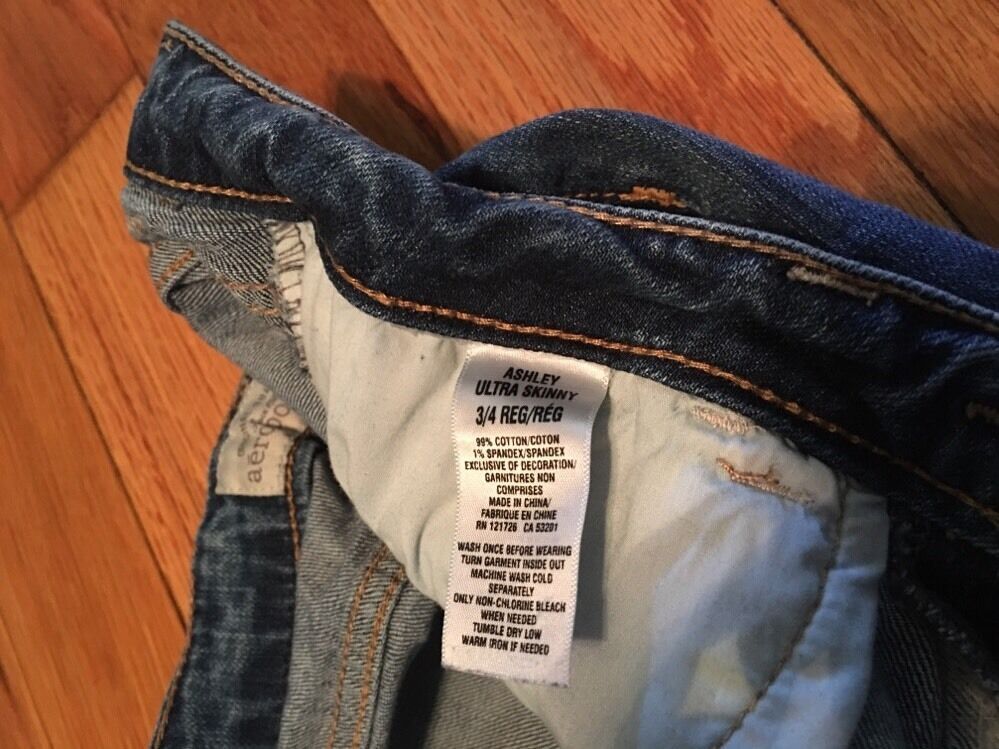 ASHLEY
ULTRA SKINNY
3/4 REG/RÉG
99% COTTON/COTON
1% SPANDEX/SPANDEX
EXCLUSIVE OF DECORATION/
GARNITURES NON
COMPRISES
MADE IN CHINA/
FABRIQUE EN CHINE
RN 121726 CA 53201
WASH ONCE BEFORE WEARING
TURN GARMENT INSIDE OUT
MACHINE WASH COLD
SEPARATELY
ONLY NON-CHLORINE BLEACH
WHEN NEEDED
TUMBLE DRY LOW
WARM IRON IF NEEDED